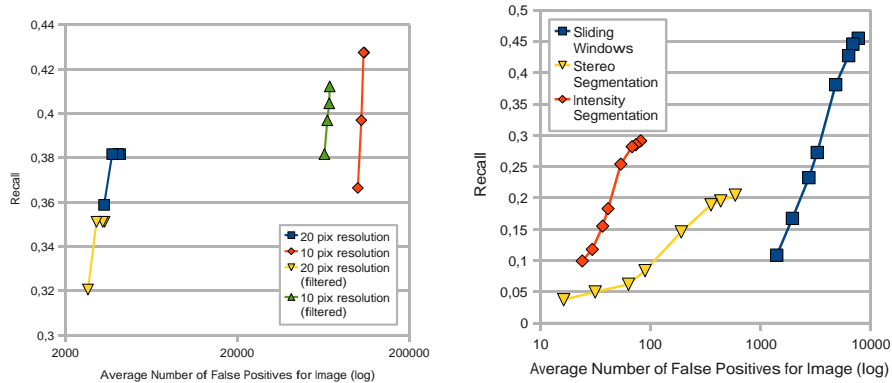 0,44
0,42
0,4
0,38
0,36
0,34
0,32
0,3
Recall
2000
20000
200000
Average Number of False Positives for Image (log)
20 pix resolution
10 pix resolution
20 pix resolution
(filtered)
10 pix resolution
(filtered)
0,5
0,45
0,4
0,35
0,3
0,25
0,2
0,15
0,1
0,05
0
Recall
10
100
1000
10000
Average Number of False Positives for Image (log)
Sliding
Windows
Stereo
Segmentation
Intensity
Segmentation